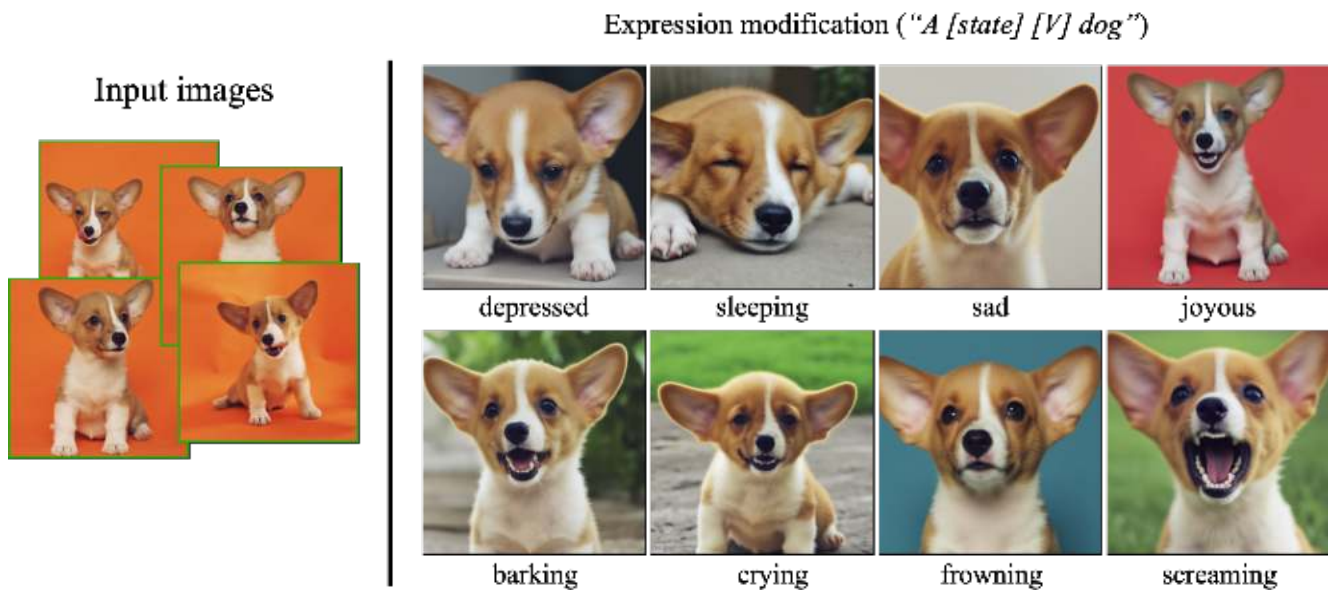 Expression modification (“A [state] [V] dog”)
Input images
depressed
sleeping
sad
joyous
barking
crying
frowning
screaming